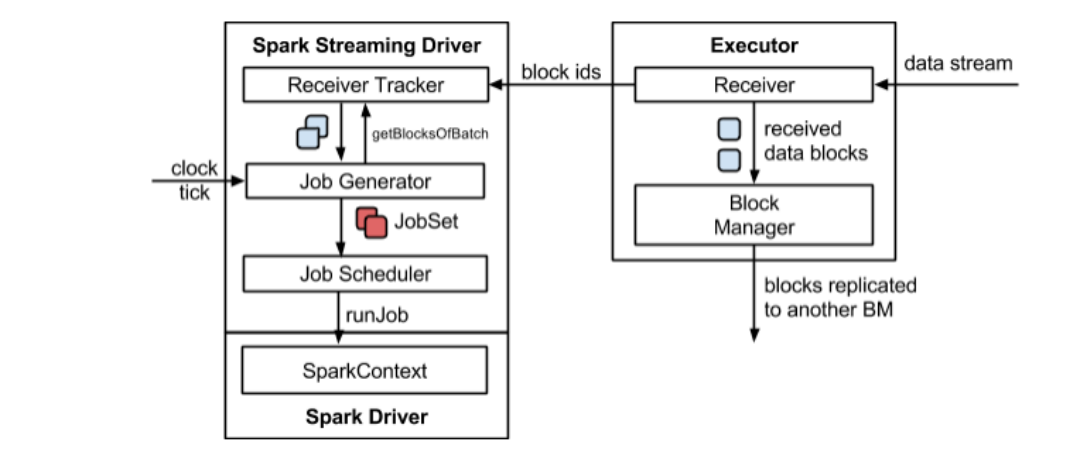 Spark Streaming Driver
Receiver Tracker
getBlocksOfBatch
clock
tick
Job Generator
JobSet
Job Scheduler
runJob
SparkContext
Spark Driver
block ids
Executor
data stream
Receiver
received
data blocks
Block
Manager
blocks replicated
to another BM